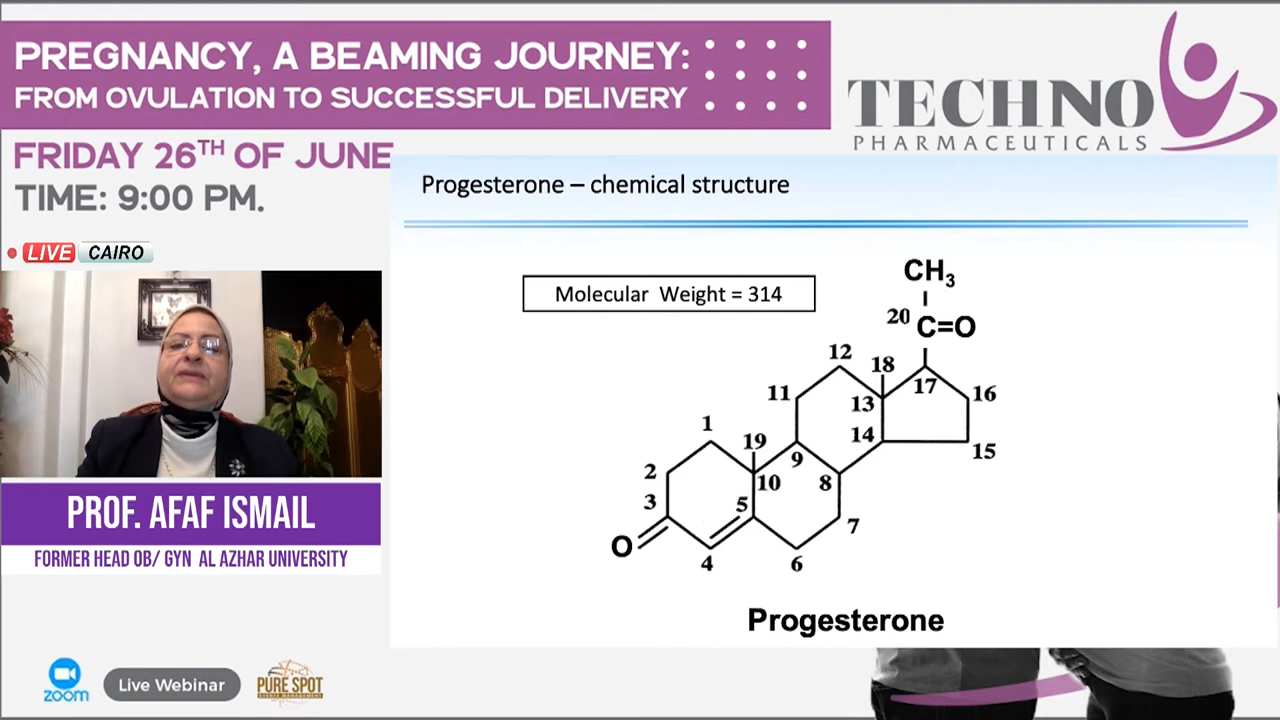 PREGNANCY, A BEAMING JOURNEY:
FROM OVULATION TO SUCCESSFUL DELIVERY
TECHNO
PHARMACEUTICALS
FRIDAY 26TH OF JUNE
TIME: 9:00 PM.
LIVE CAIRO
PROF. AFAF ISMAIL
FORMER HEAD OB/ GYN AL AZHAR UNIVERSITY
Progesterone – chemical structure
Molecular Weight = 314
CH3
20 C=O
12
18
17
16
11
13
14
15
1
19
9
2
10
8
3
5
7
O
4
6
Progesterone
zoom
Live Webinar
PURE SPOT
EVENTS MANAGEMENT